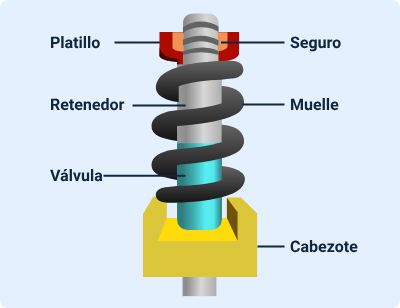 Platillo
Seguro
Retenedor
Muelle
Válvula
Cabezote